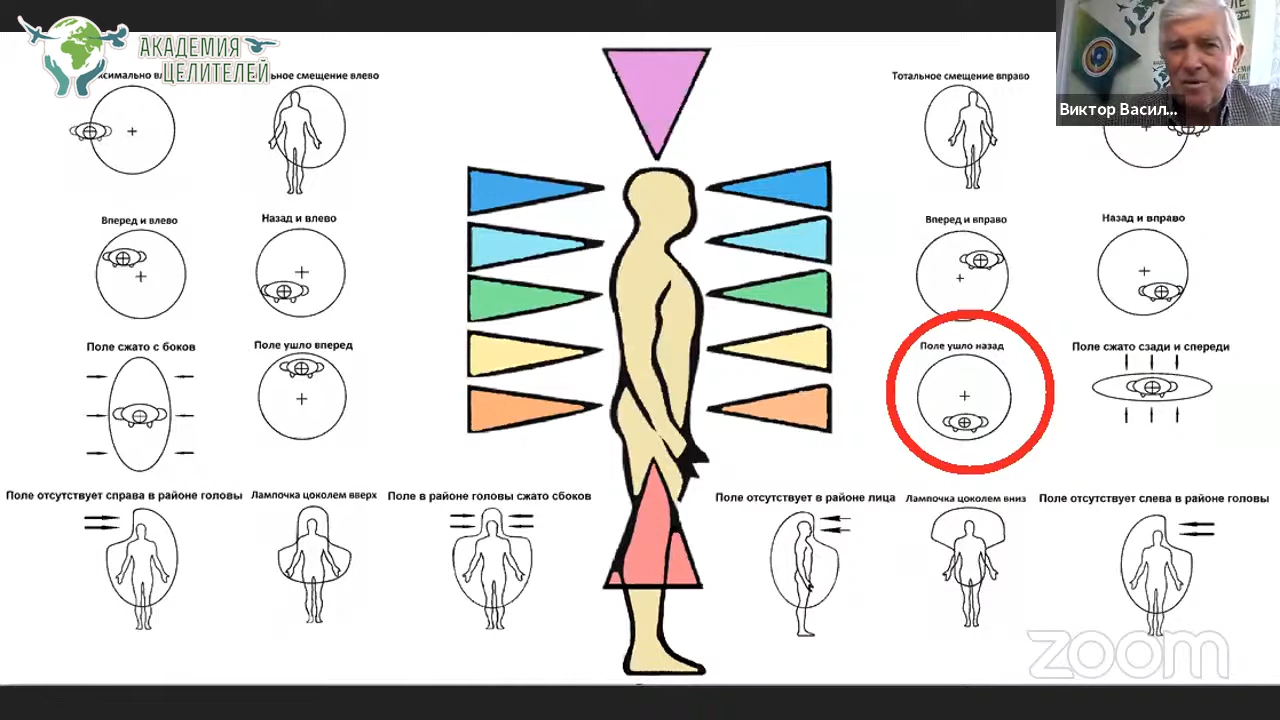 АКАДЕМИЯ
ЦЕЛИТЕЛЕЙ
Виктор Васил...
смещение влево
Тотальное смещение вправо
Вперед и влево
Назад и влево
Вперед и вправо
Назад и вправо
Поле сжато с боков
Поле ушло вперед
Поле ушло назад
Поле сжато сзади и спереди
Поле отсутствует справа в районе головы
Лампочка цоколем вверх
Поле в районе головы сжато сбоков
Поле отсутствует в районе лица
Лампочка цоколем вниз
Поле отсутствует слева в районе головы
zoom